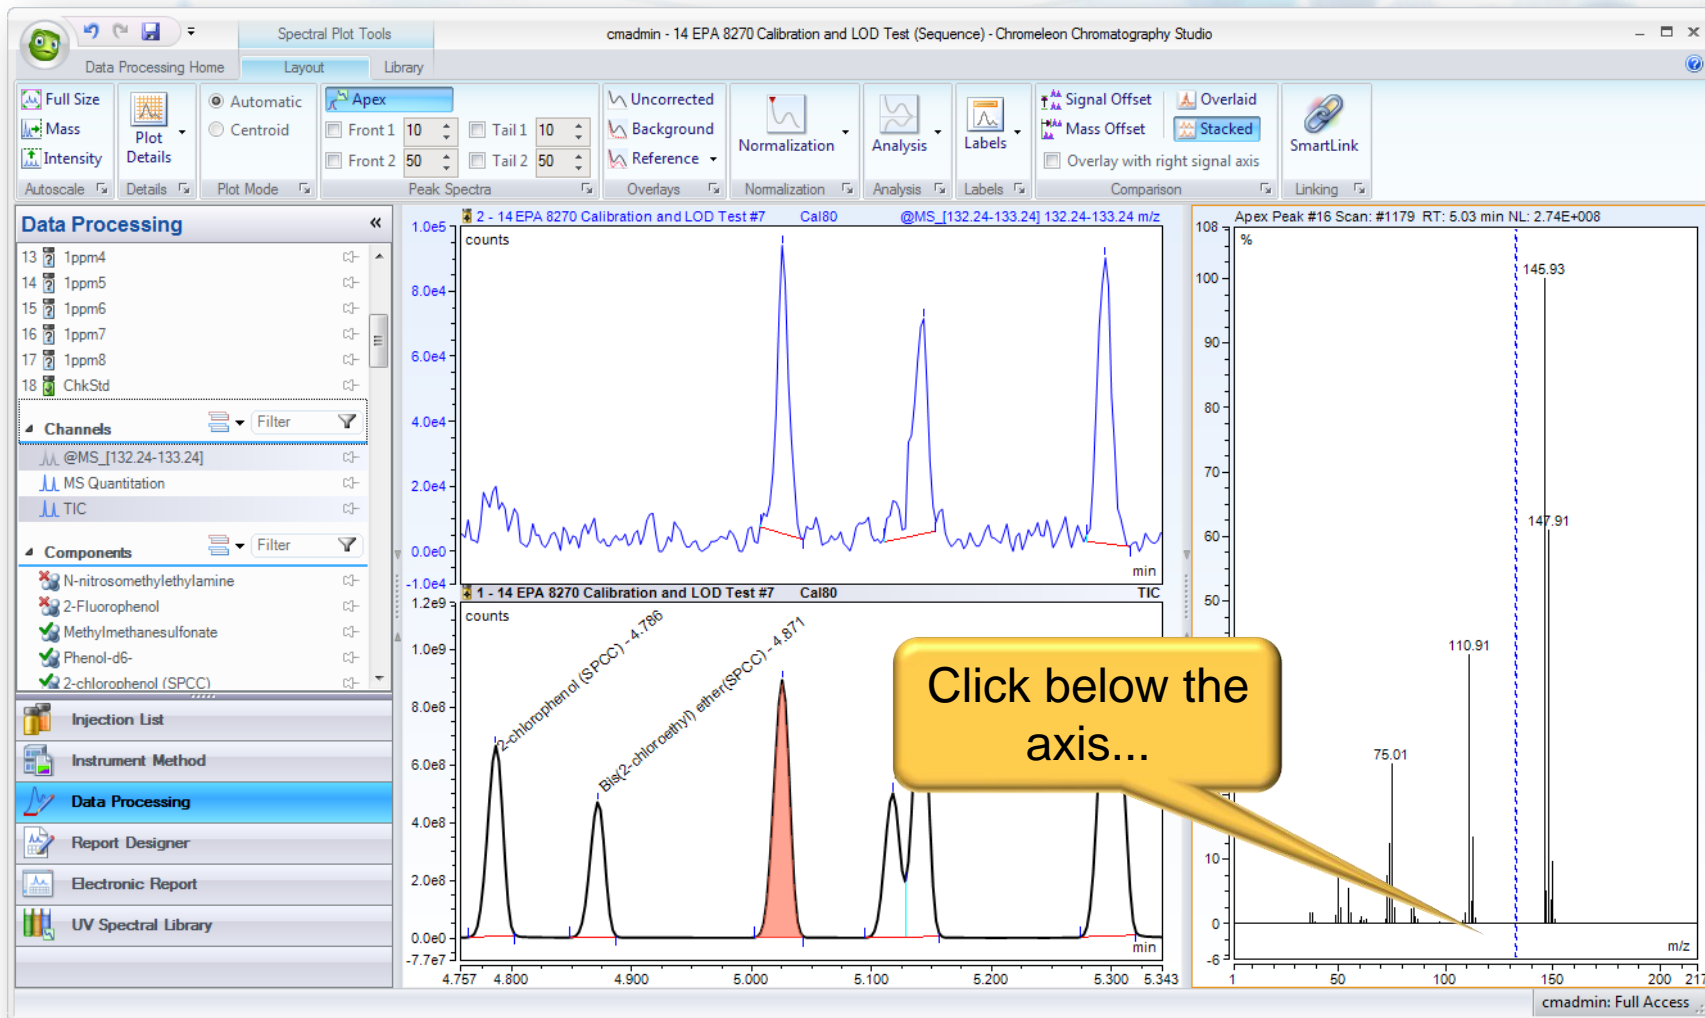 Spectral Plot Tools
cmadmin - 14 EPA 8270 Calibration and LOD Test (Sequence) - Chromeleon Chromatography Studio
Data Processing Home Layout Library
Full Size
Mass
Intensity
Autoscale
Plot
Details
Details
Automatic
Centroid
Plot Mode
Apex
Front 1 10 Tail 1 10
Front 2 50 Tail 2 50
Peak Spectra
Uncorrected
Background
Reference
Overlays
Normalization
Normalization
Analysis
Analysis
Labels
Labels
Signal Offset Overlaid
Mass Offset Stacked
Overlay with right signal axis
Comparison
SmartLink
Linking
Data Processing «
13 1ppm4
14 1ppm5
15 1ppm6
16 1ppm7
17 1ppm8
18 ChkStd
Channels Filter
@MS_[132.24-133.24]
MS Quantitation
TIC
Components Filter
N-nitrosomethylethylamine
2-Fluorophenol
Methylmethanesulfonate
Phenol-d6-
2-chlorophenol (SPCC)
Injection List
Instrument Method
Data Processing
Report Designer
Electronic Report
UV Spectral Library
2 - 14 EPA 8270 Calibration and LOD Test #7 Cal80 @MS_[132.24-133.24] 132.24-133.24 m/z
1.0e5
counts
8.0e4
6.0e4
4.0e4
2.0e4
0.0e0
-1.0e4
min
1 - 14 EPA 8270 Calibration and LOD Test #7 Cal80 TIC
1.2e9
counts
1.0e9
8.0e8
6.0e8
4.0e8
2.0e8
0.0e0
-7.7e7
2-chlorophenol (SPCC) - 4.786
Bis(2-chloroethyl) ether(SPCC) - 4.871
min
4.757 4.800 4.900 5.000 5.100 5.200 5.300 5.343
Apex Peak #16 Scan: #1179 RT: 5.03 min NL: 2.74E+008
108
%
100
90
80
70
60
50
10
0
-6
145.93
147.91
110.91
75.01
m/z
1 50 100 150 200 217
Click below the
axis...
cmadmin: Full Access